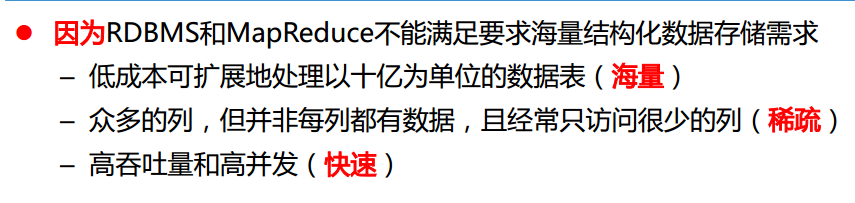 因为RDBMS和MapReduce不能满足要求海量结构化数据存储需求
– 低成本可扩展地处理以十亿为单位的数据表（海量）
– 众多的列，但并非每列都有数据，且经常只访问很少的列（稀疏）
– 高吞吐量和高并发（快速）